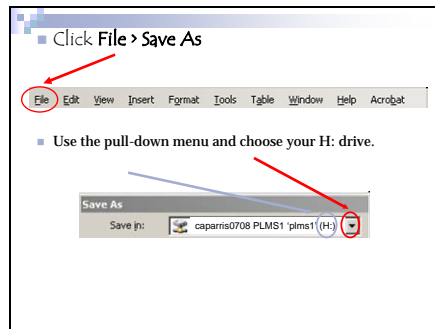 Click File > Save As
File Edit View Insert Format Tools Table Window Help Acrobat
Use the pull-down menu and choose your H: drive.
Save As
Save in: caparris0708 PLMS1 'plms1' (H:)